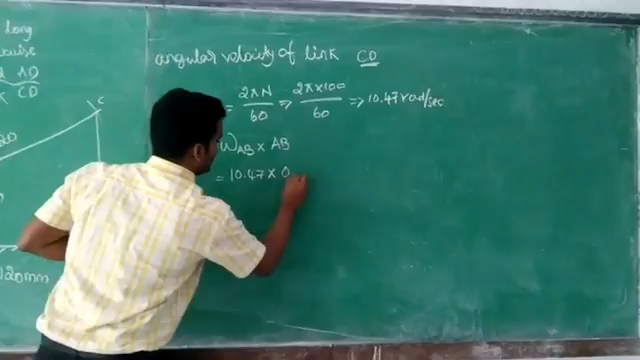 long
angular velocity of link CD
AD
CD
= 2πN/60 => 2π×100/60 => 10.47 rad/sec
C
ω_AB × AB
= 10.47 × 0
120mm